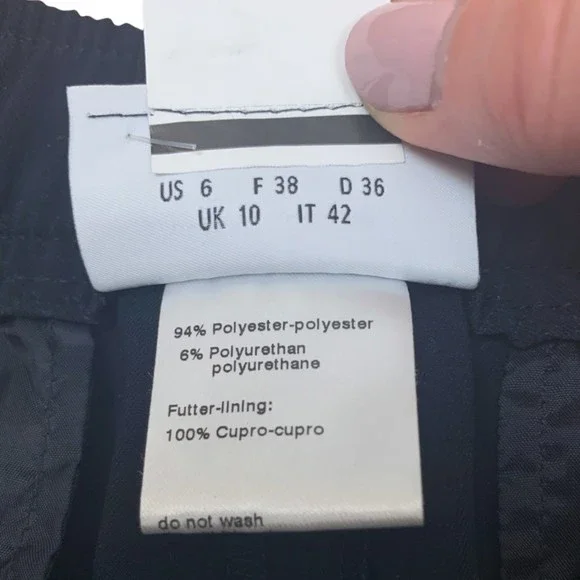 US 6 F 38 D 36
UK 10 IT 42
94% Polyester-polyester
6% Polyurethan
polyurethane
Futter-lining:
100% Cupro-cupro
do not wash